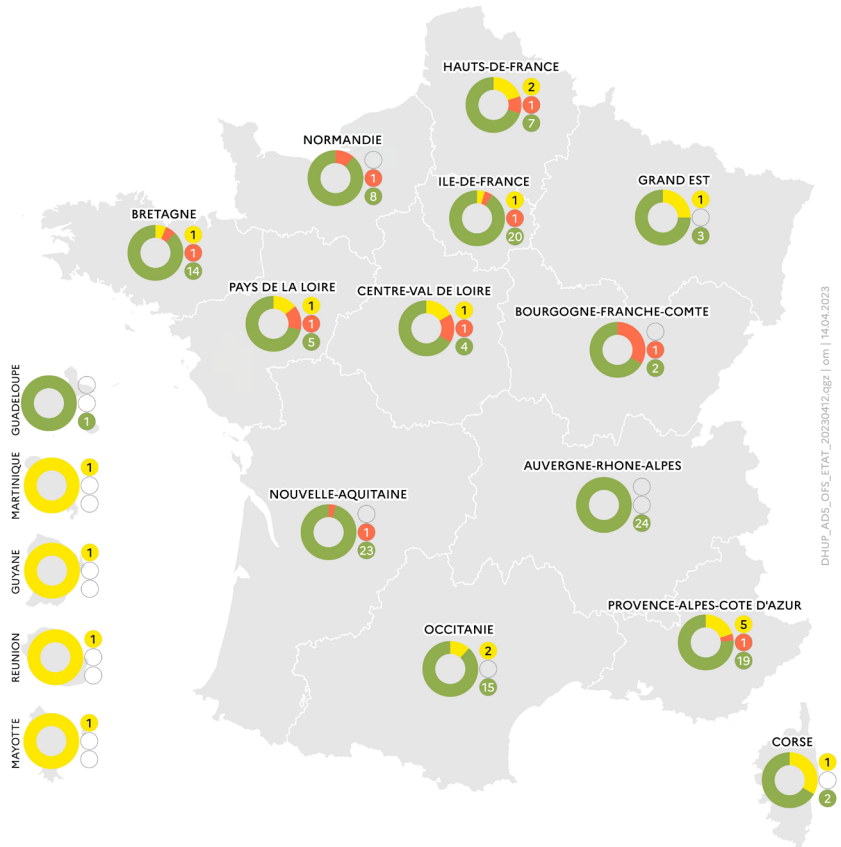 HAUTS-DE-FRANCE
2
1
7
NORMANDIE
1
8
ILE-DE-FRANCE
1
1
20
GRAND EST
1
3
BRETAGNE
1
1
14
PAYS DE LA LOIRE
1
1
5
CENTRE-VAL DE LOIRE
1
1
4
BOURGOGNE-FRANCHE-COMTE
1
2
GUADELOUPE
1
MARTINIQUE
1
GUYANE
1
REUNION
1
MAYOTTE
1
AUVERGNE-RHONE-ALPES
24
NOUVELLE-AQUITAINE
1
23
PROVENCE-ALPES-COTE D'AZUR
5
1
19
OCCITANIE
2
15
CORSE
1
2
DHUP_ADS_OFS_ETAT_20230412.qgz | om | 14.04.2023